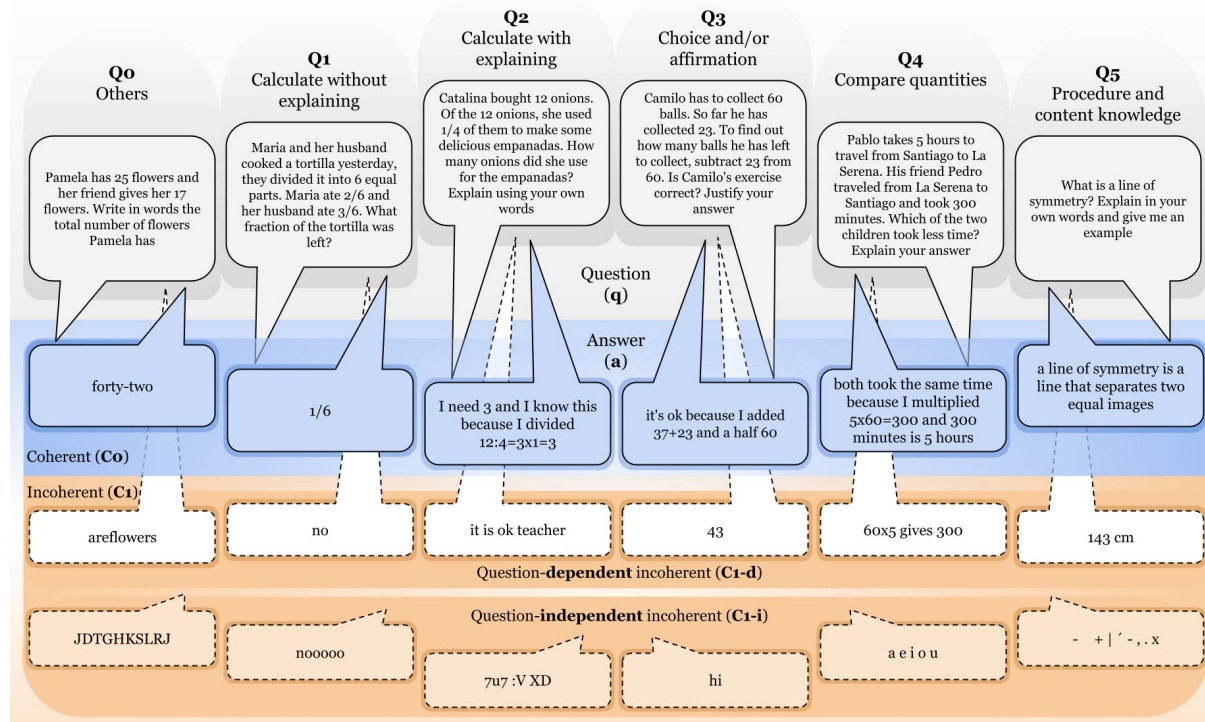 Q0
Others
Pamela has 25 flowers and
her friend gives her 17
flowers. Write in words the
total number of flowers
Pamela has
Q1
Calculate without
explaining
Maria and her husband
cooked a tortilla yesterday,
they divided it into 6 equal
parts. Maria ate 2/6 and
her husband ate 3/6. What
fraction of the tortilla was
left?
Q2
Calculate with
explaining
Catalina bought 12 onions.
Of the 12 onions, she used
1/4 of them to make some
delicious empanadas. How
many onions did she use
for the empanadas?
Explain using your own
words
Q3
Choice and/or
affirmation
Camilo has to collect 60
balls. So far he has
collected 23. To find out
how many balls he has left
to collect, subtract 23 from
60. Is Camilo's exercise
correct? Justify your
answer
Q4
Compare quantities
Pablo takes 5 hours to
travel from Santiago to La
Serena. His friend Pedro
traveled from La Serena to
Santiago and took 300
minutes. Which of the two
children took less time?
Explain your answer
Q5
Procedure and
content knowledge
What is a line of
symmetry? Explain in your
own words and give me an
example
Question
(q)
Answer
(a)
forty-two
1/6
I need 3 and I know this
because I divided
12:4=3x1=3
it's ok because I added
37+23 and a half 60
both took the same time
because I multiplied
5x60=300 and 300
minutes is 5 hours
a line of symmetry is a
line that separates two
equal images
Coherent (C0)
Incoherent (C1)
areflowers
no
it is ok teacher
43
60x5 gives 300
143 cm
Question-dependent incoherent (C1-d)
Question-independent incoherent (C1-i)
JDTGHKSLRJ
nooooo
7u7 :V XD
hi
a e i o u
- + | ´ - , . x